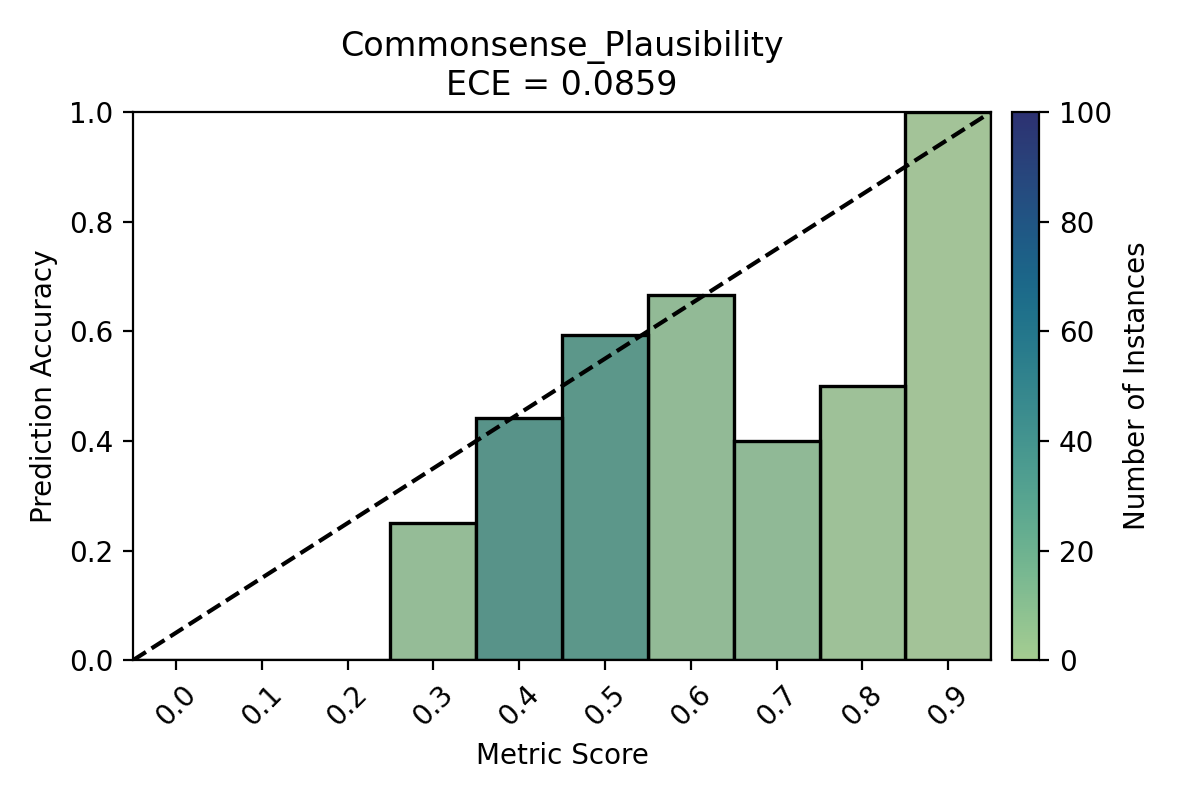 Commonsense_Plausibility
ECE = 0.0859
Prediction Accuracy
1.0
0.8
0.6
0.4
0.2
0.0
0.0 0.1 0.2 0.3 0.4 0.5 0.6 0.7 0.8 0.9
Metric Score
100
80
60
40
20
0
Number of Instances